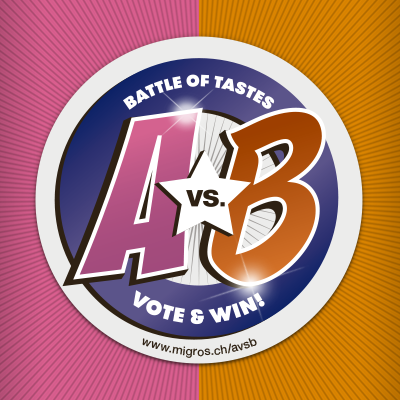 BATTLE OF TASTES
A VS. B
VOTE & WIN!
www.migros.ch/avsb